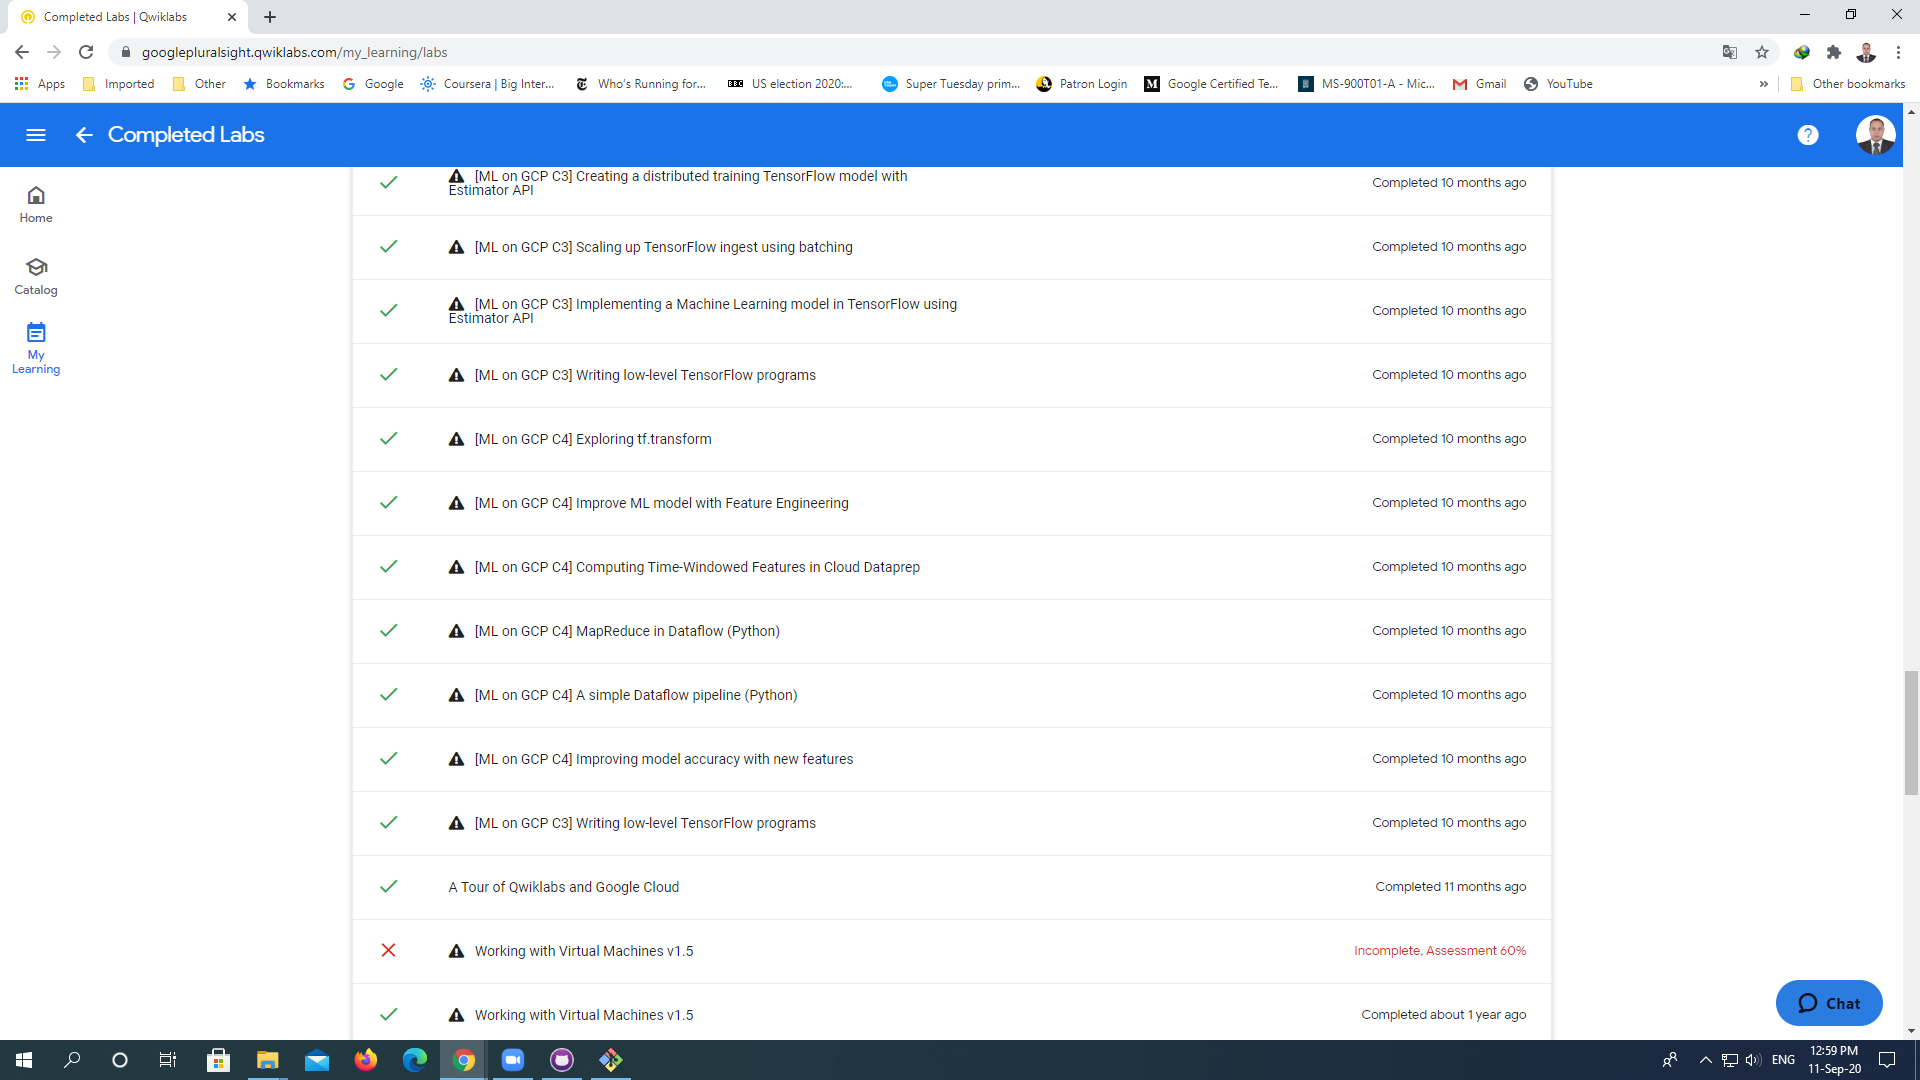 Completed Labs | Qwiklabs
googlepluralsight.qwiklabs.com/my_learning/labs
Apps Imported Other Bookmarks Google Coursera | Big Inter... Who's Running for... BBC US election 2020:... Super Tuesday prim... Patron Login M Google Certified Te... MS-900T01-A - Mic... Gmail YouTube » Other bookmarks
Completed Labs
Home
Catalog
My
Learning
[ML on GCP C3] Creating a distributed training TensorFlow model with
Estimator API
Completed 10 months ago
[ML on GCP C3] Scaling up TensorFlow ingest using batching
Completed 10 months ago
[ML on GCP C3] Implementing a Machine Learning model in TensorFlow using
Estimator API
Completed 10 months ago
[ML on GCP C3] Writing low-level TensorFlow programs
Completed 10 months ago
[ML on GCP C4] Exploring tf.transform
Completed 10 months ago
[ML on GCP C4] Improve ML model with Feature Engineering
Completed 10 months ago
[ML on GCP C4] Computing Time-Windowed Features in Cloud Dataprep
Completed 10 months ago
[ML on GCP C4] MapReduce in Dataflow (Python)
Completed 10 months ago
[ML on GCP C4] A simple Dataflow pipeline (Python)
Completed 10 months ago
[ML on GCP C4] Improving model accuracy with new features
Completed 10 months ago
[ML on GCP C3] Writing low-level TensorFlow programs
Completed 10 months ago
A Tour of Qwiklabs and Google Cloud
Completed 11 months ago
Working with Virtual Machines v1.5
Incomplete, Assessment 60%
Working with Virtual Machines v1.5
Completed about 1 year ago
Chat
ENG
12:59 PM
11-Sep-20